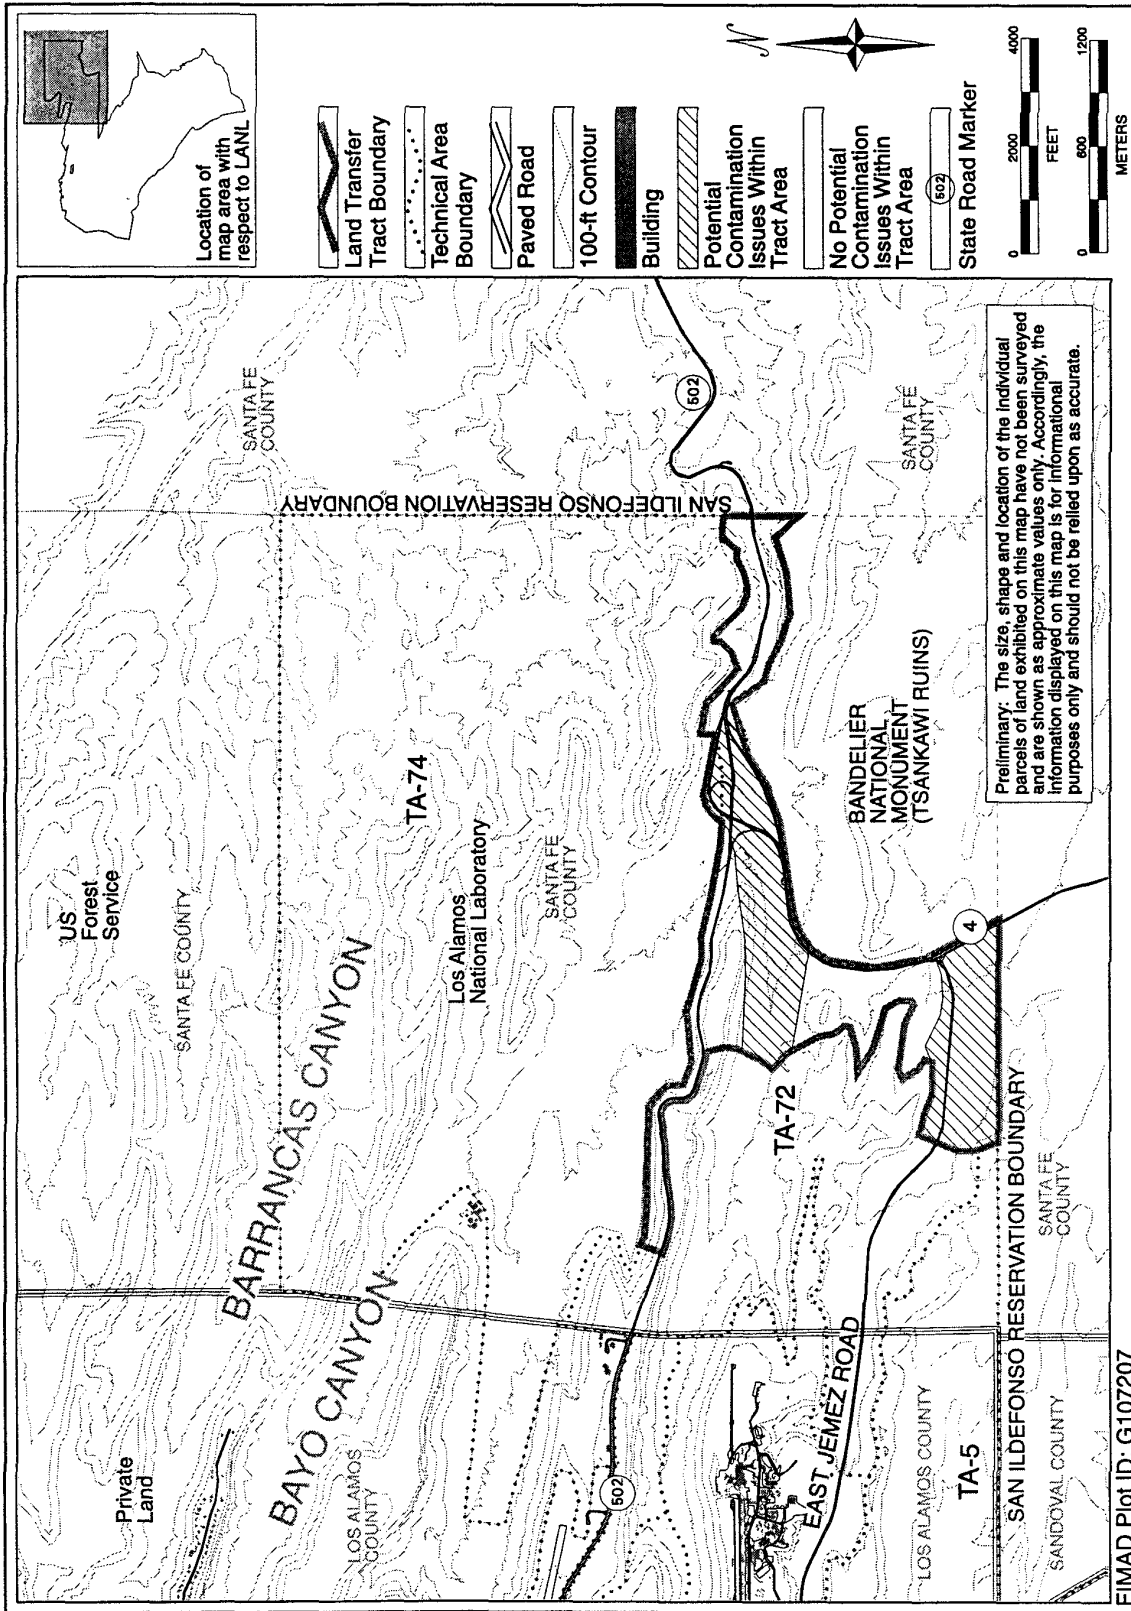 Private
Land
US
Forest
Service
SANTA FE COUNTY
SANTA FE
COUNTY
BARRANCAS CANYON
BAYO CANYON
LOS ALAMOS
COUNTY
TA-74
Los Alamos
National Laboratory
SANTA FE
COUNTY
SAN ILDEFONSO RESERVATION BOUNDARY
502
502
TA-72
EAST JEMEZ ROAD
LOS ALAMOS COUNTY
TA-5
BANDELIER
NATIONAL
MONUMENT
(TSANKAWI RUINS)
SANTA FE
COUNTY
4
SAN ILDEFONSO RESERVATION BOUNDARY
SANDOVAL COUNTY
SANTA FE
COUNTY
Preliminary: The size, shape and location of the individual
parcels of land exhibited on this map have not been surveyed
and are shown as approximate values only. Accordingly, the
information displayed on this map is for informational
purposes only and should not be relied upon as accurate.
Location of
map area with
respect to LANL
Land Transfer
Tract Boundary
Technical Area
Boundary
Paved Road
100-ft Contour
Building
Potential
Contamination
Issues Within
Tract Area
No Potential
Contamination
Issues Within
Tract Area
502
State Road Marker
N
0 2000 4000
FEET
0 600 1200
METERS
FIMAD Plot ID: G107207